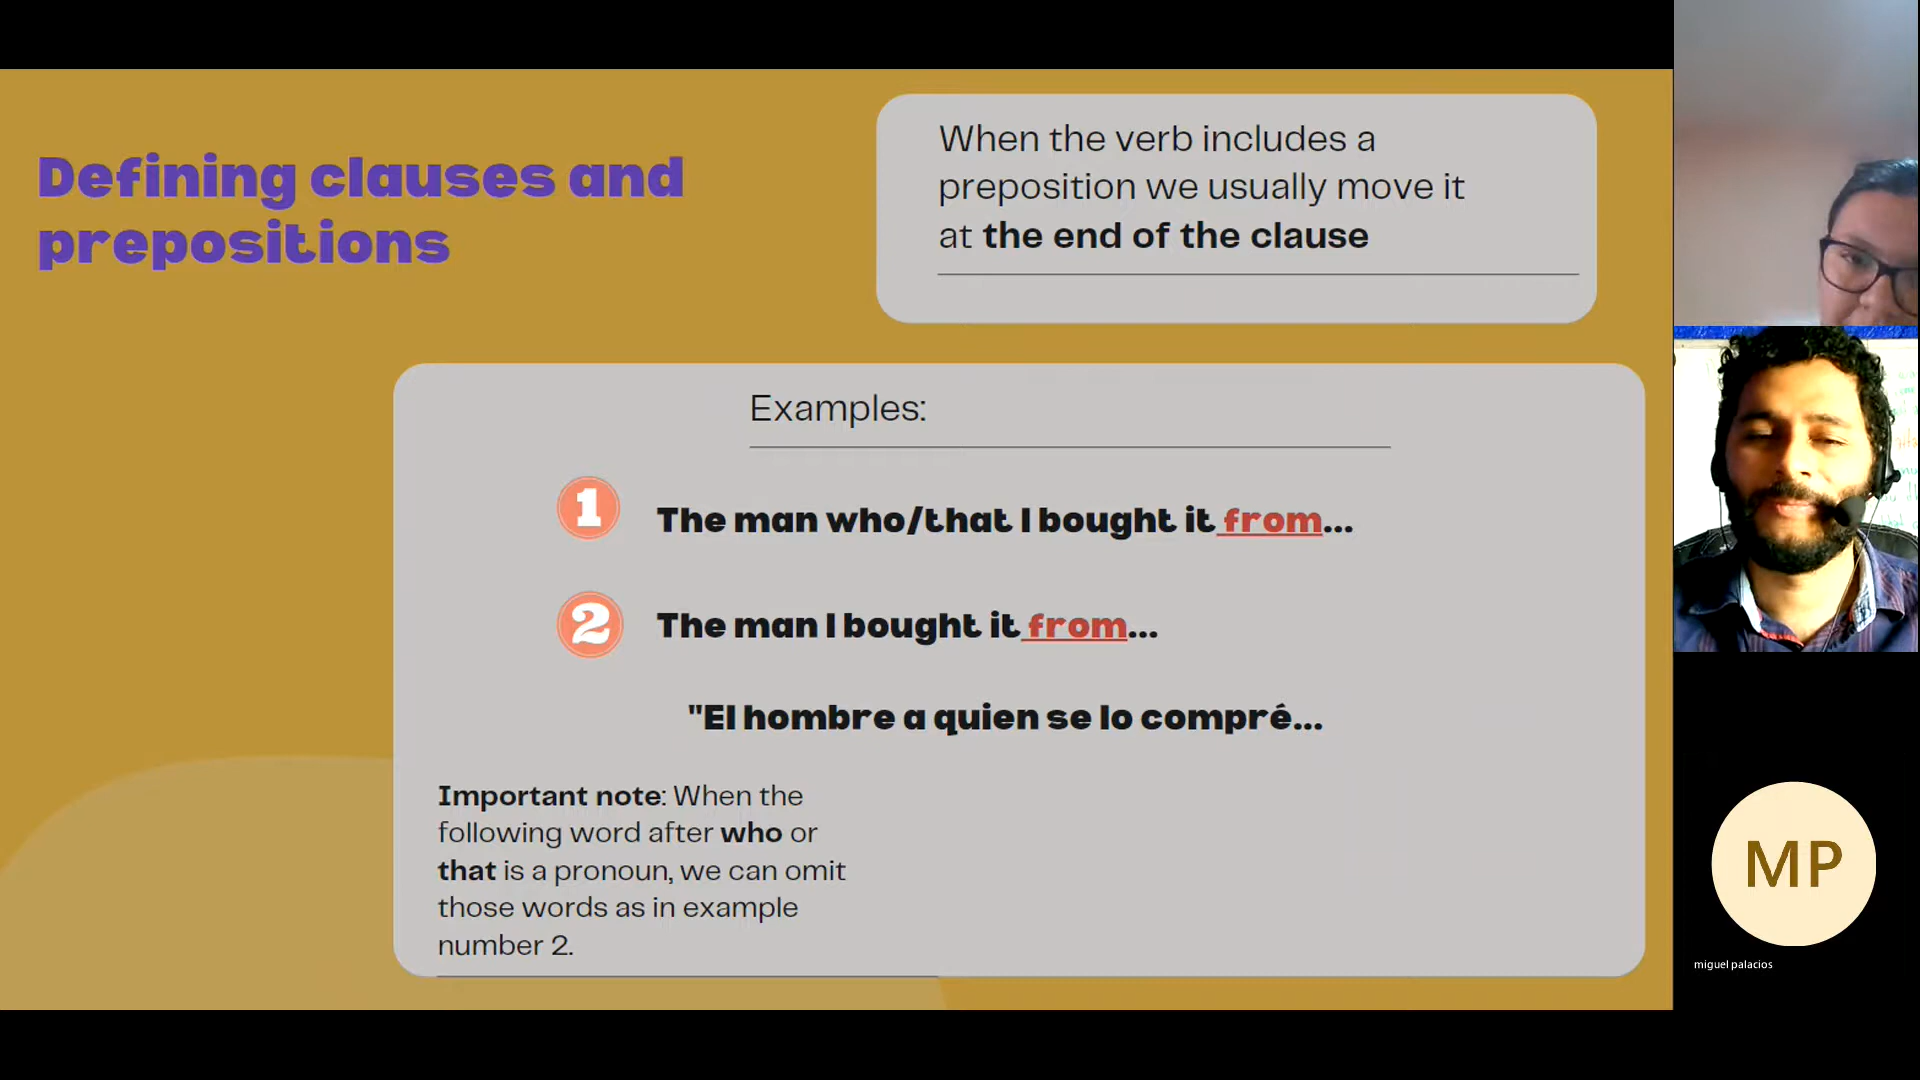 Defining clauses and
prepositions
When the verb includes a
preposition we usually move it
at the end of the clause
Examples:
1 The man who/that I bought it from...
2 The man I bought it from...
"El hombre a quien se lo compré...
Important note: When the
following word after who or
that is a pronoun, we can omit
those words as in example
number 2.
MP
miguel palacios